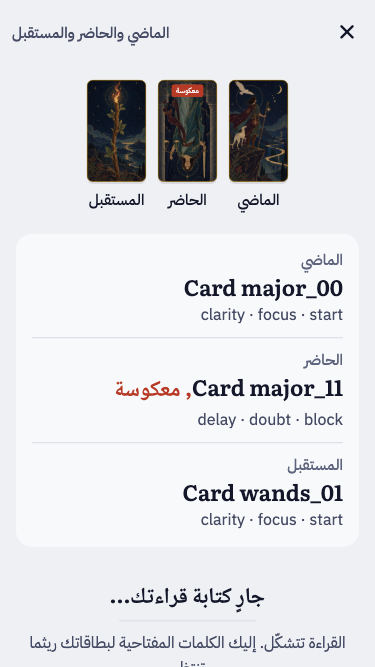 الماضي والحاضر والمستقبل
معكوسة
الماضي
الحاضر
المستقبل
الماضي
Card major_00
clarity · focus · start
الحاضر
Card major_11, معكوسة
delay · doubt · block
المستقبل
Card wands_01
clarity · focus · start
جارٍ كتابة قراءتك...
القراءة تتشكّل. إليك الكلمات المفتاحية لبطاقاتك ريثما